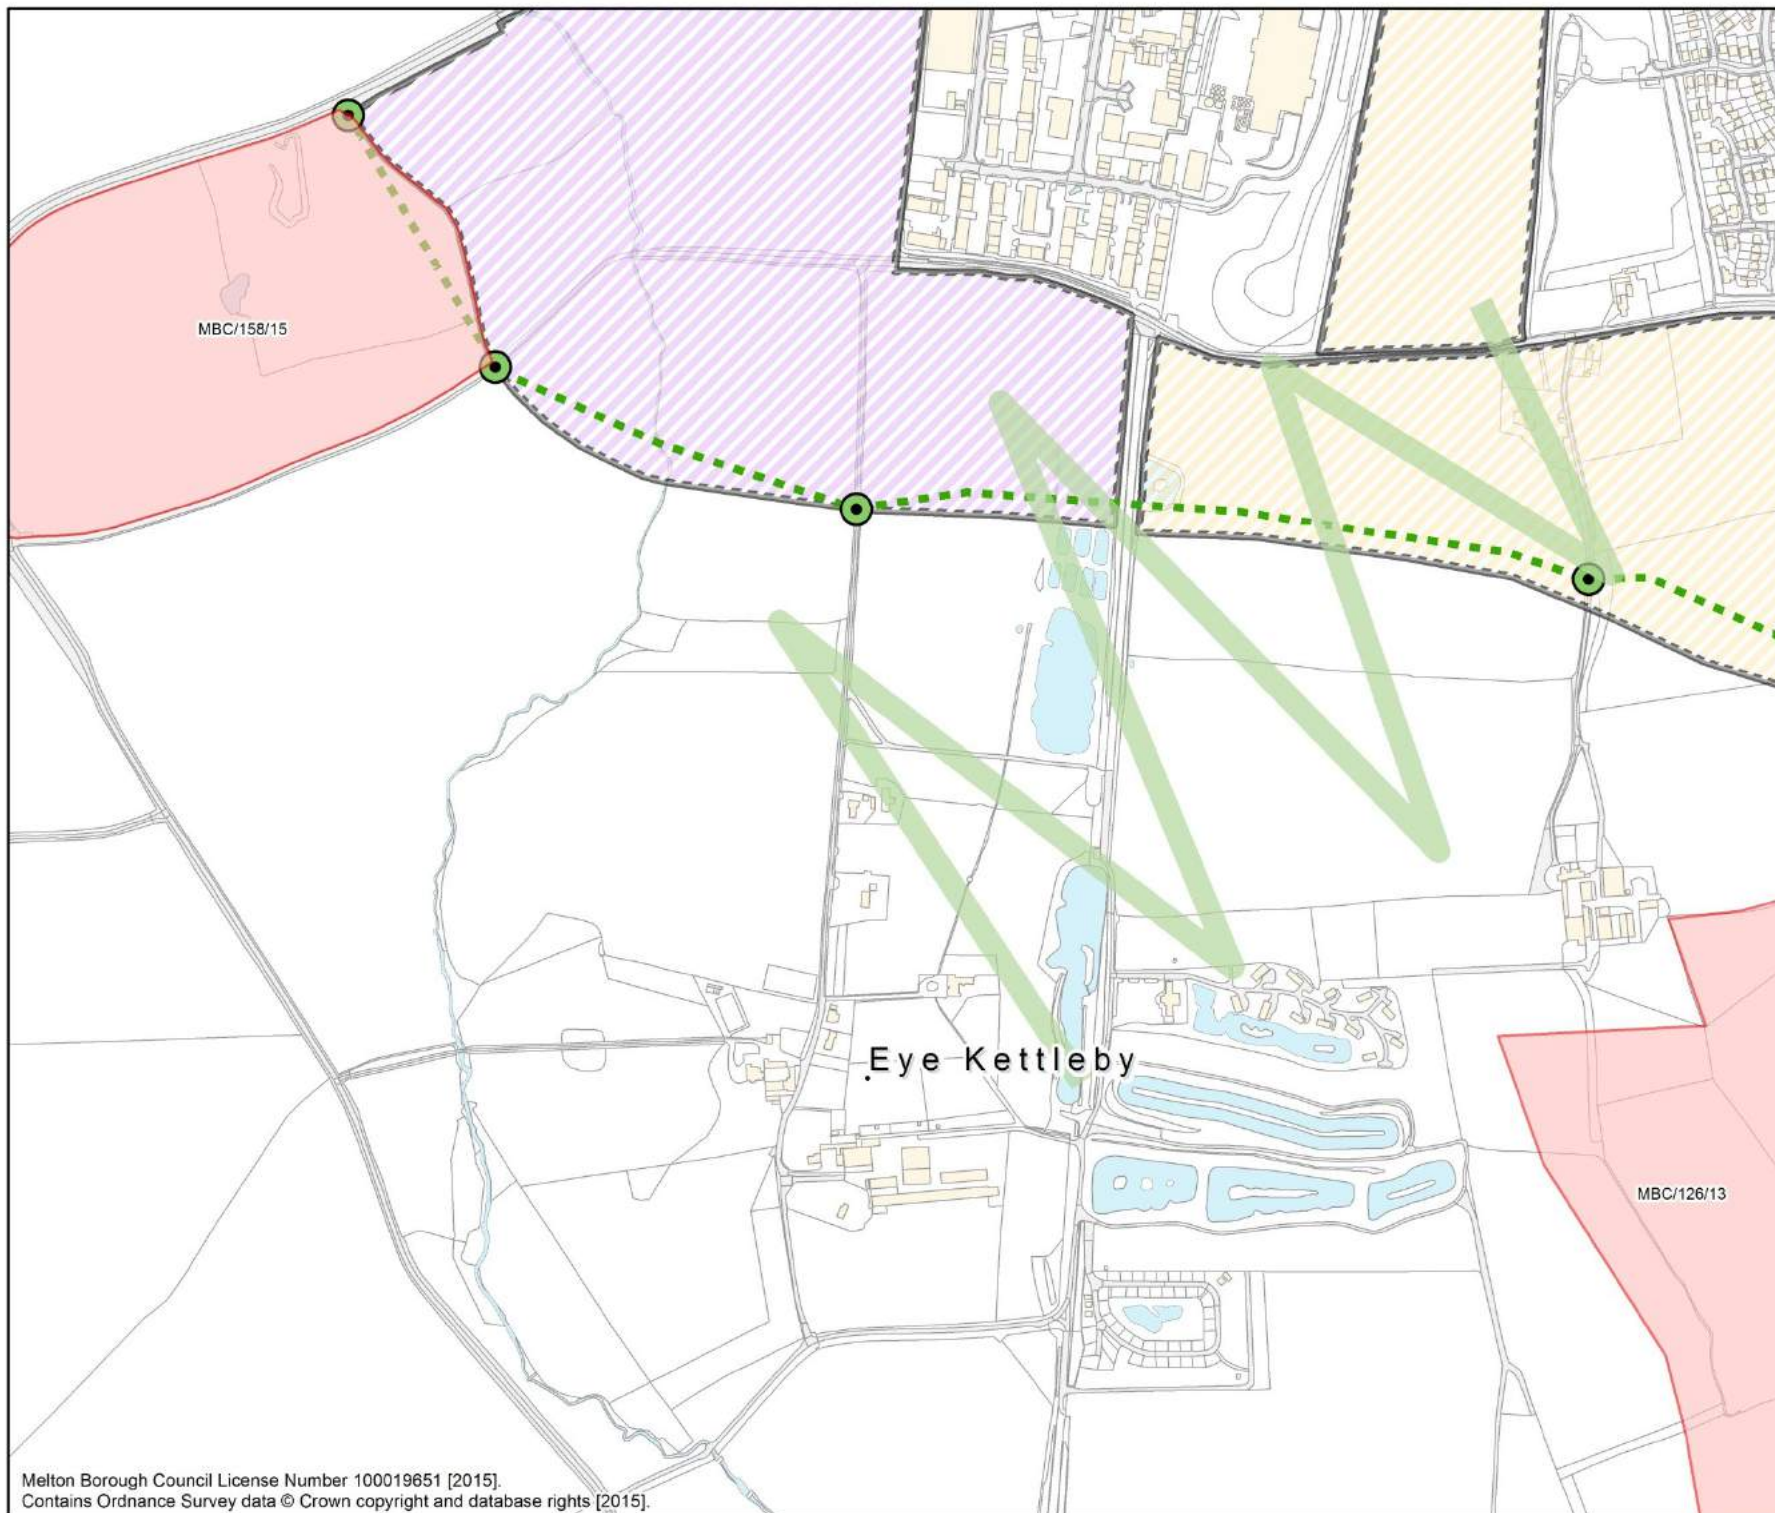 MBC/158/15
Eye Kettleby
MBC/126/13
Melton Borough Council License Number 100019651 [2015].
Contains Ordnance Survey data © Crown copyright and database rights [2015].